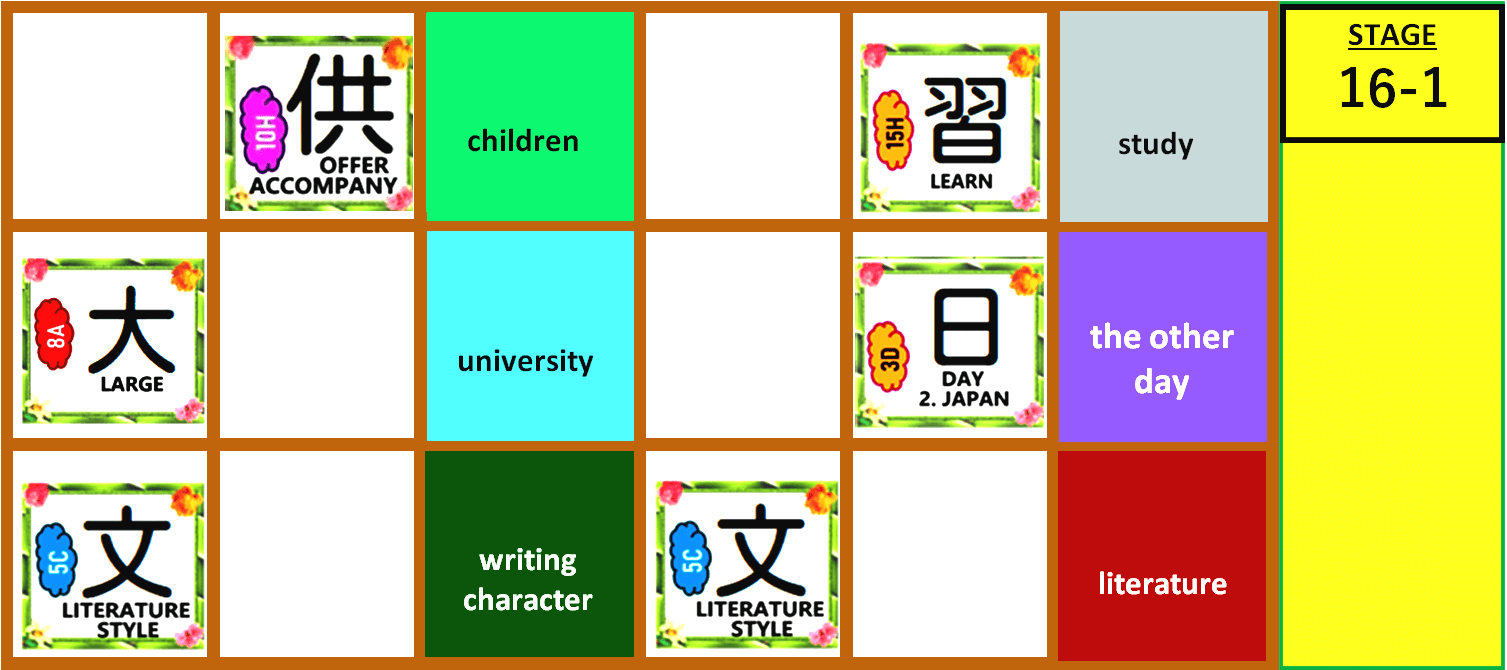 10H
供
OFFER
ACCOMPANY
children
15H
習
LEARN
study
STAGE
16-1
8A
大
LARGE
university
3D
日
DAY
2. JAPAN
the other
day
5C
文
LITERATURE
STYLE
writing
character
5C
文
LITERATURE
STYLE
literature